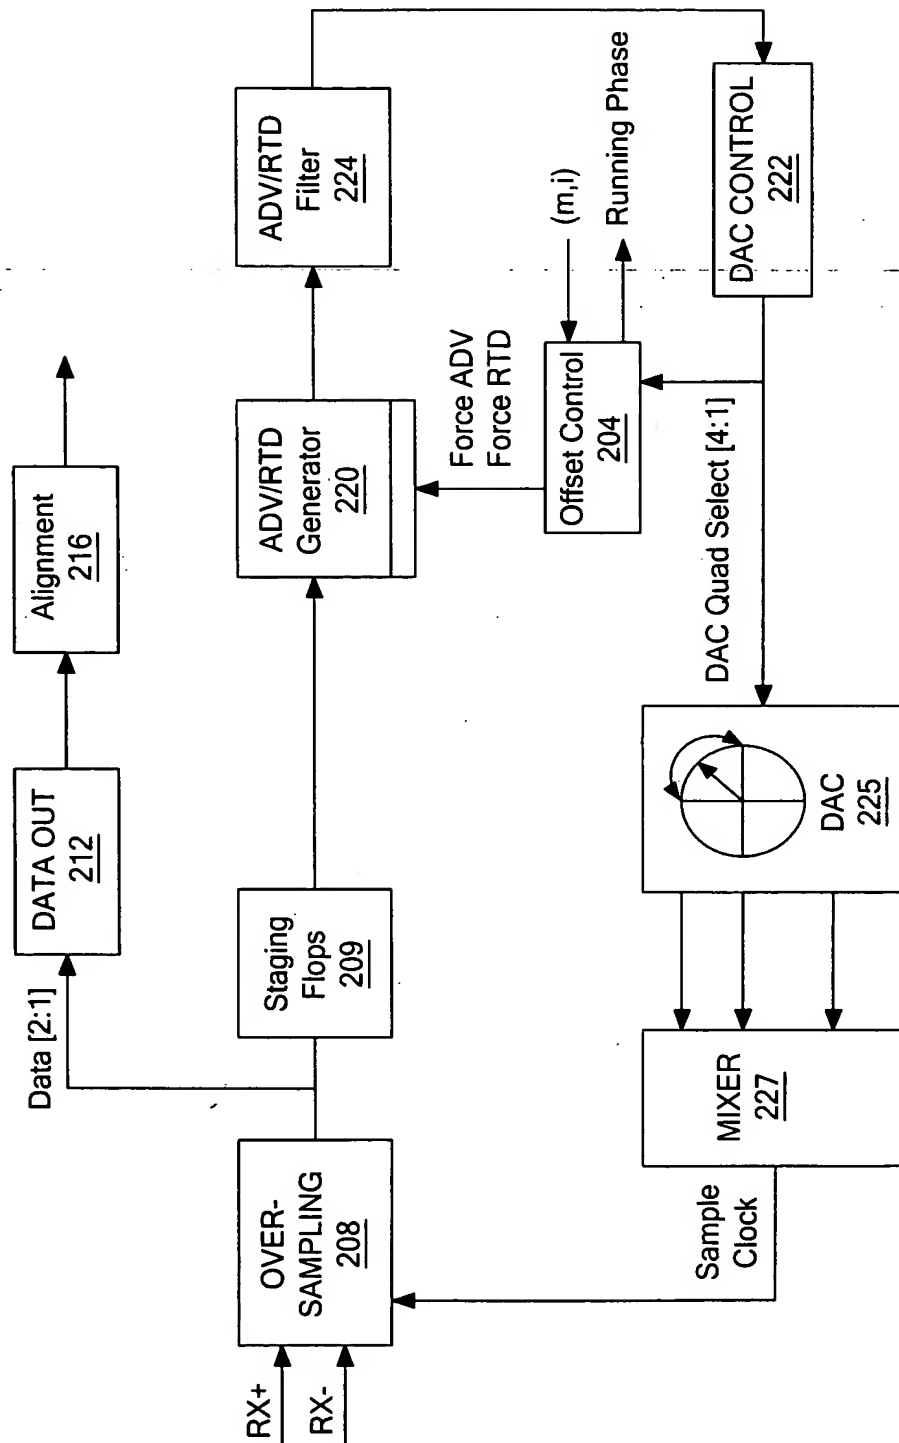 RX+
RX-
OVER-
SAMPLING
208
Data [2:1]
DATA OUT
212
Alignment
216
Staging
Flops
209
ADV/RTD
Generator
220
ADV/RTD
Filter
224
Force ADV
Force RTD
Offset Control
204
(m,i)
Running Phase
DAC CONTROL
222
DAC Quad Select [4:1]
DAC
225
MIXER
227
Sample
Clock